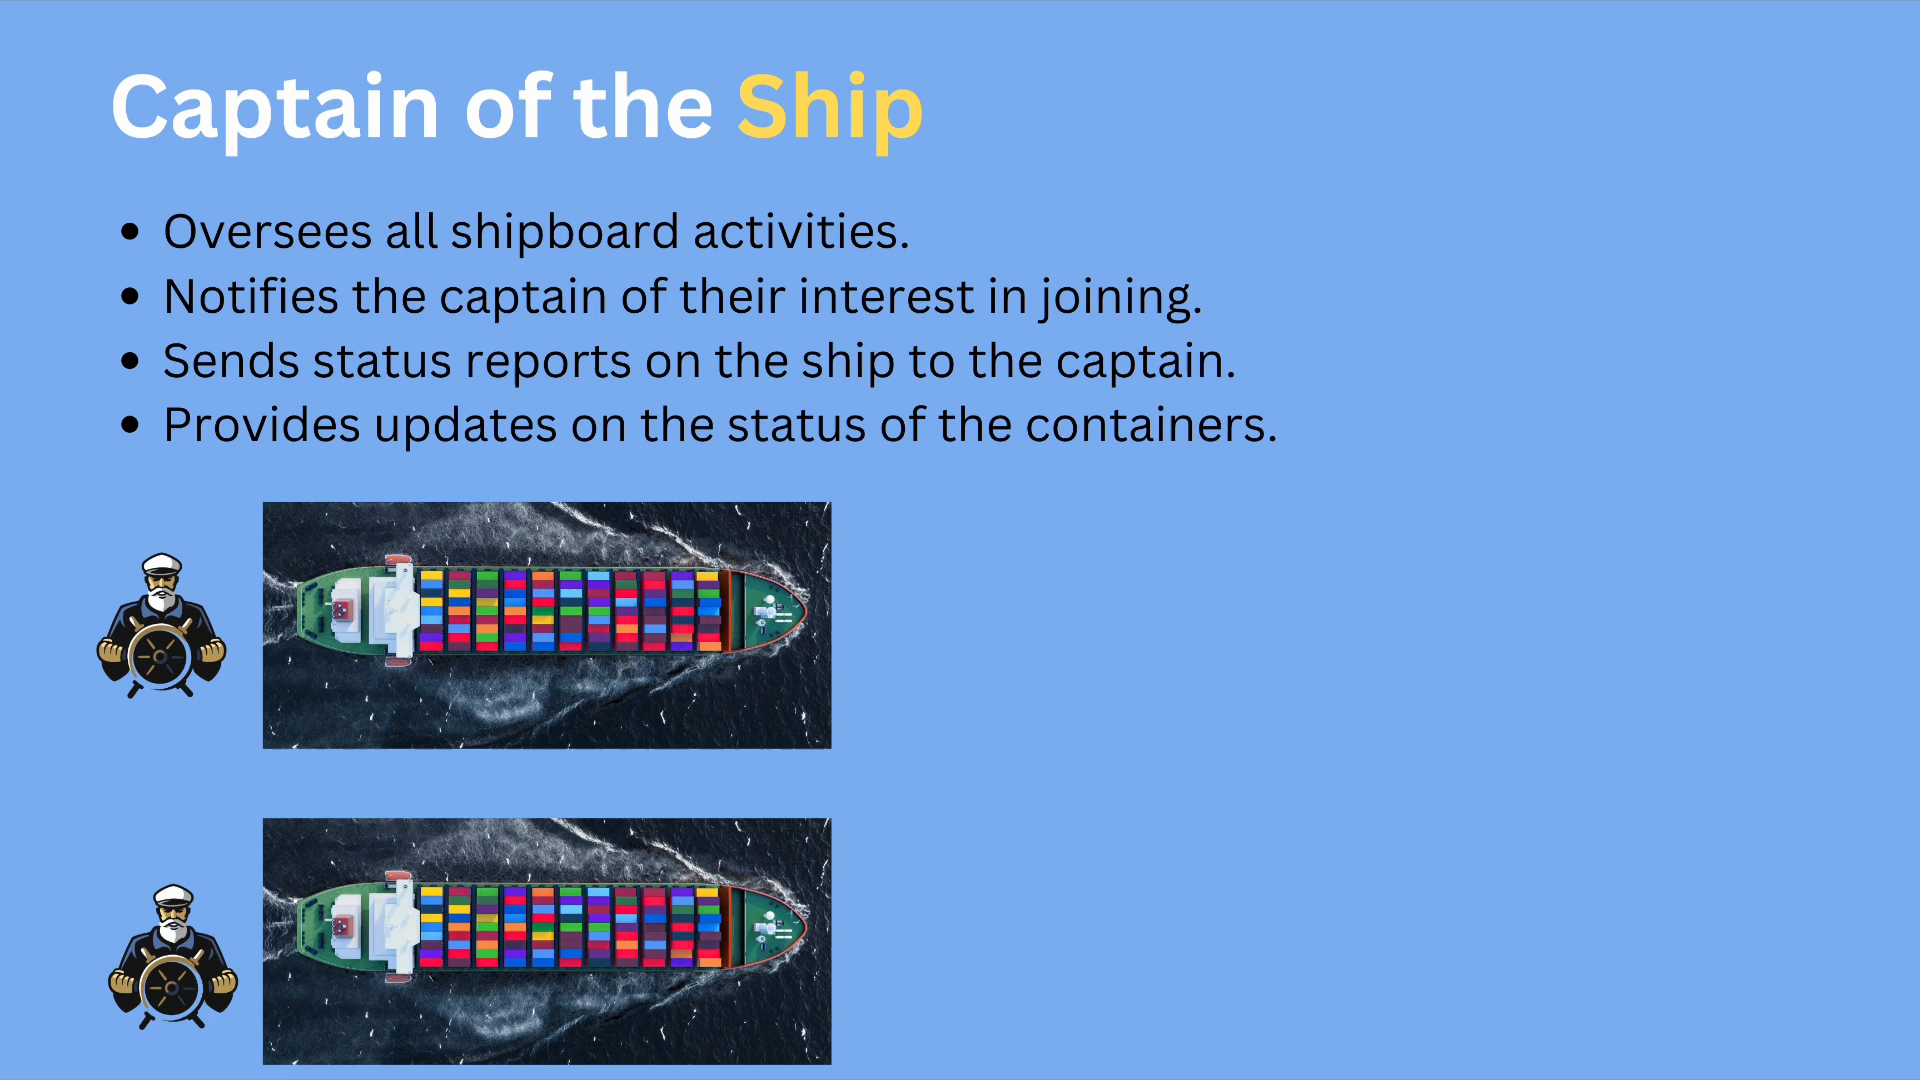 Captain of the Ship
• Oversees all shipboard activities.
• Notifies the captain of their interest in joining.
• Sends status reports on the ship to the captain.
• Provides updates on the status of the containers.